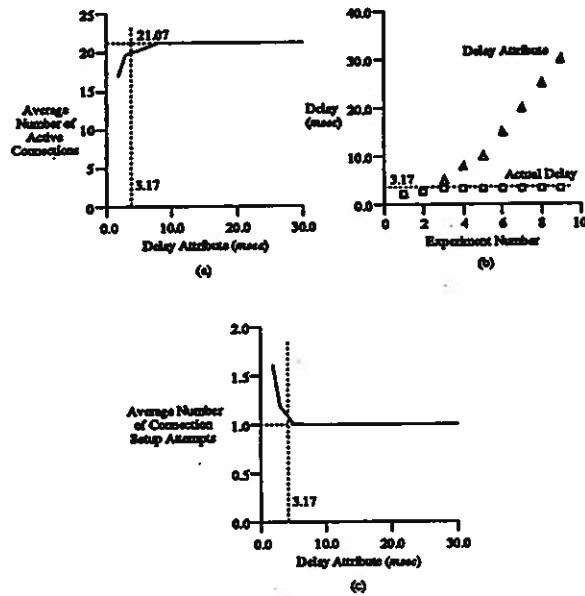 25
21.07
20
15
10
5
0
Average
Number of
Active
Connections
3.17
0.0 10.0 20.0 30.0
Delay Attribute (msec)
(a)
40.0
30.0
20.0
10.0
0.0
Delay
(msec)
Delay Attribute
3.17
Actual Delay
0 2 4 6 8 10
Experiment Number
(b)
2.0
1.5
1.0
0.5
0.0
Average Number
of Connection
Setup Attempts
3.17
0.0 10.0 20.0 30.0
Delay Attribute (msec)
(c)